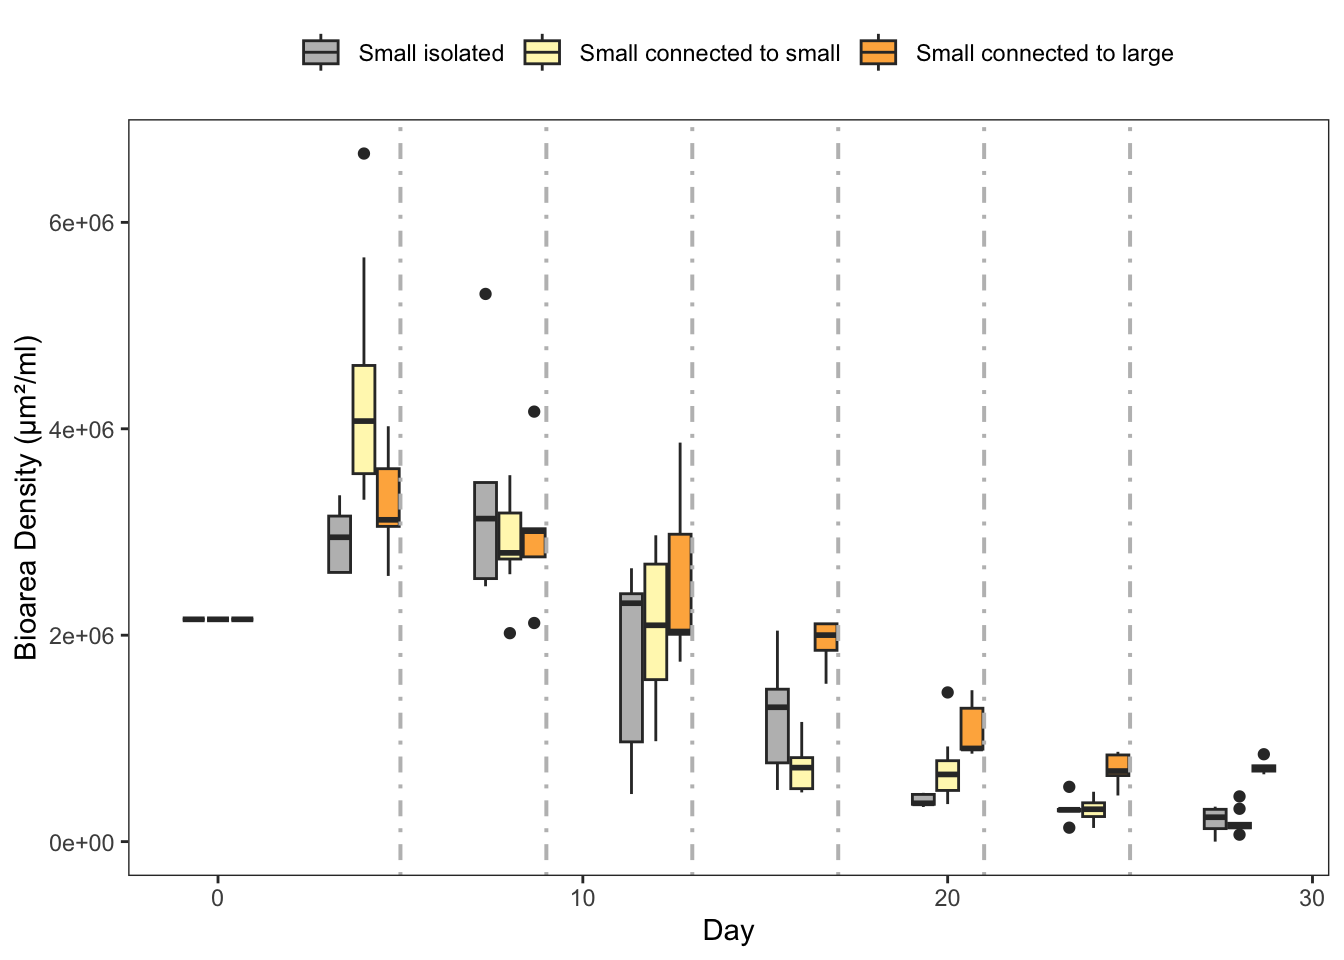 Small isolated Small connected to small Small connected to large
Bioarea Density (µm²/ml)
6e+06
4e+06
2e+06
0e+00
0 10 20 30
Day